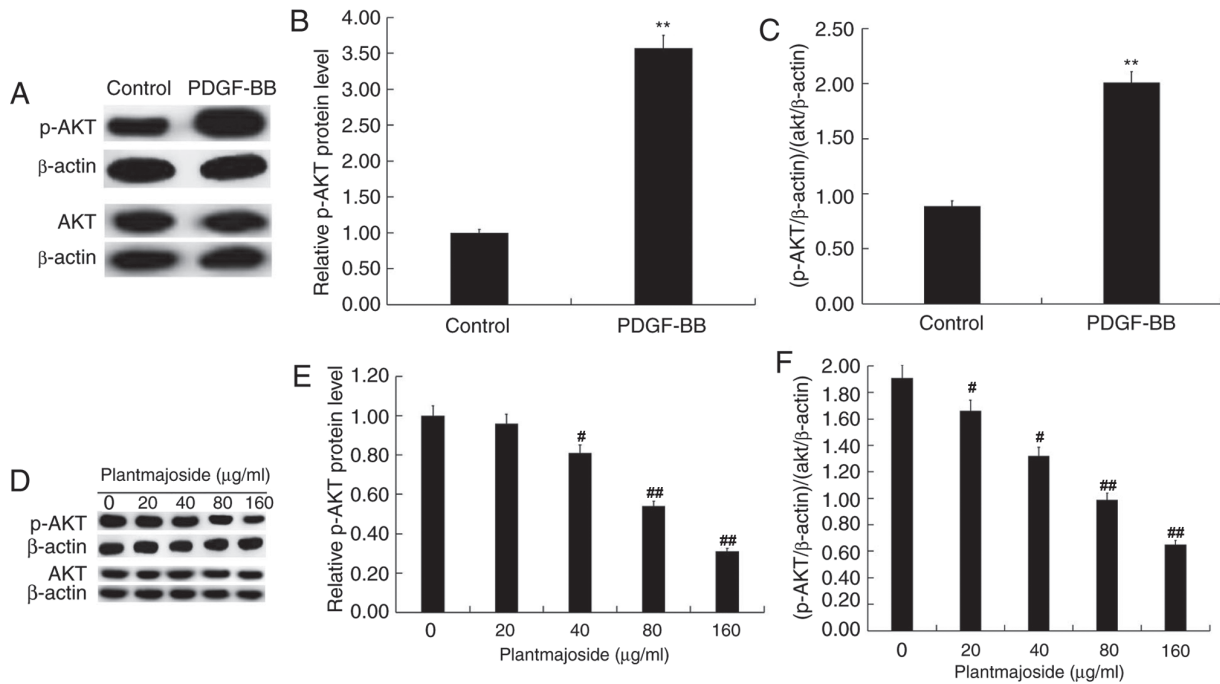 A
Control PDGF-BB
p-AKT
β-actin
AKT
β-actin
B
Relative p-AKT protein level
4.00
3.50
3.00
2.50
2.00
1.50
1.00
0.50
0.00
**
Control PDGF-BB
C
(p-AKT/β-actin)/(akt/β-actin)
2.50
2.00
1.50
1.00
0.50
0.00
**
Control PDGF-BB
D
Plantmajoside (μg/ml)
0 20 40 80 160
p-AKT
β-actin
AKT
β-actin
E
Relative p-AKT protein level
1.20
1.00
0.80
0.60
0.40
0.20
0.00
#
##
##
0 20 40 80 160
Plantmajoside (μg/ml)
F
(p-AKT/β-actin)/(akt/β-actin)
2.00
1.80
1.60
1.40
1.20
1.00
0.80
0.60
0.40
0.20
0.00
#
#
##
##
0 20 40 80 160
Plantmajoside (μg/ml)